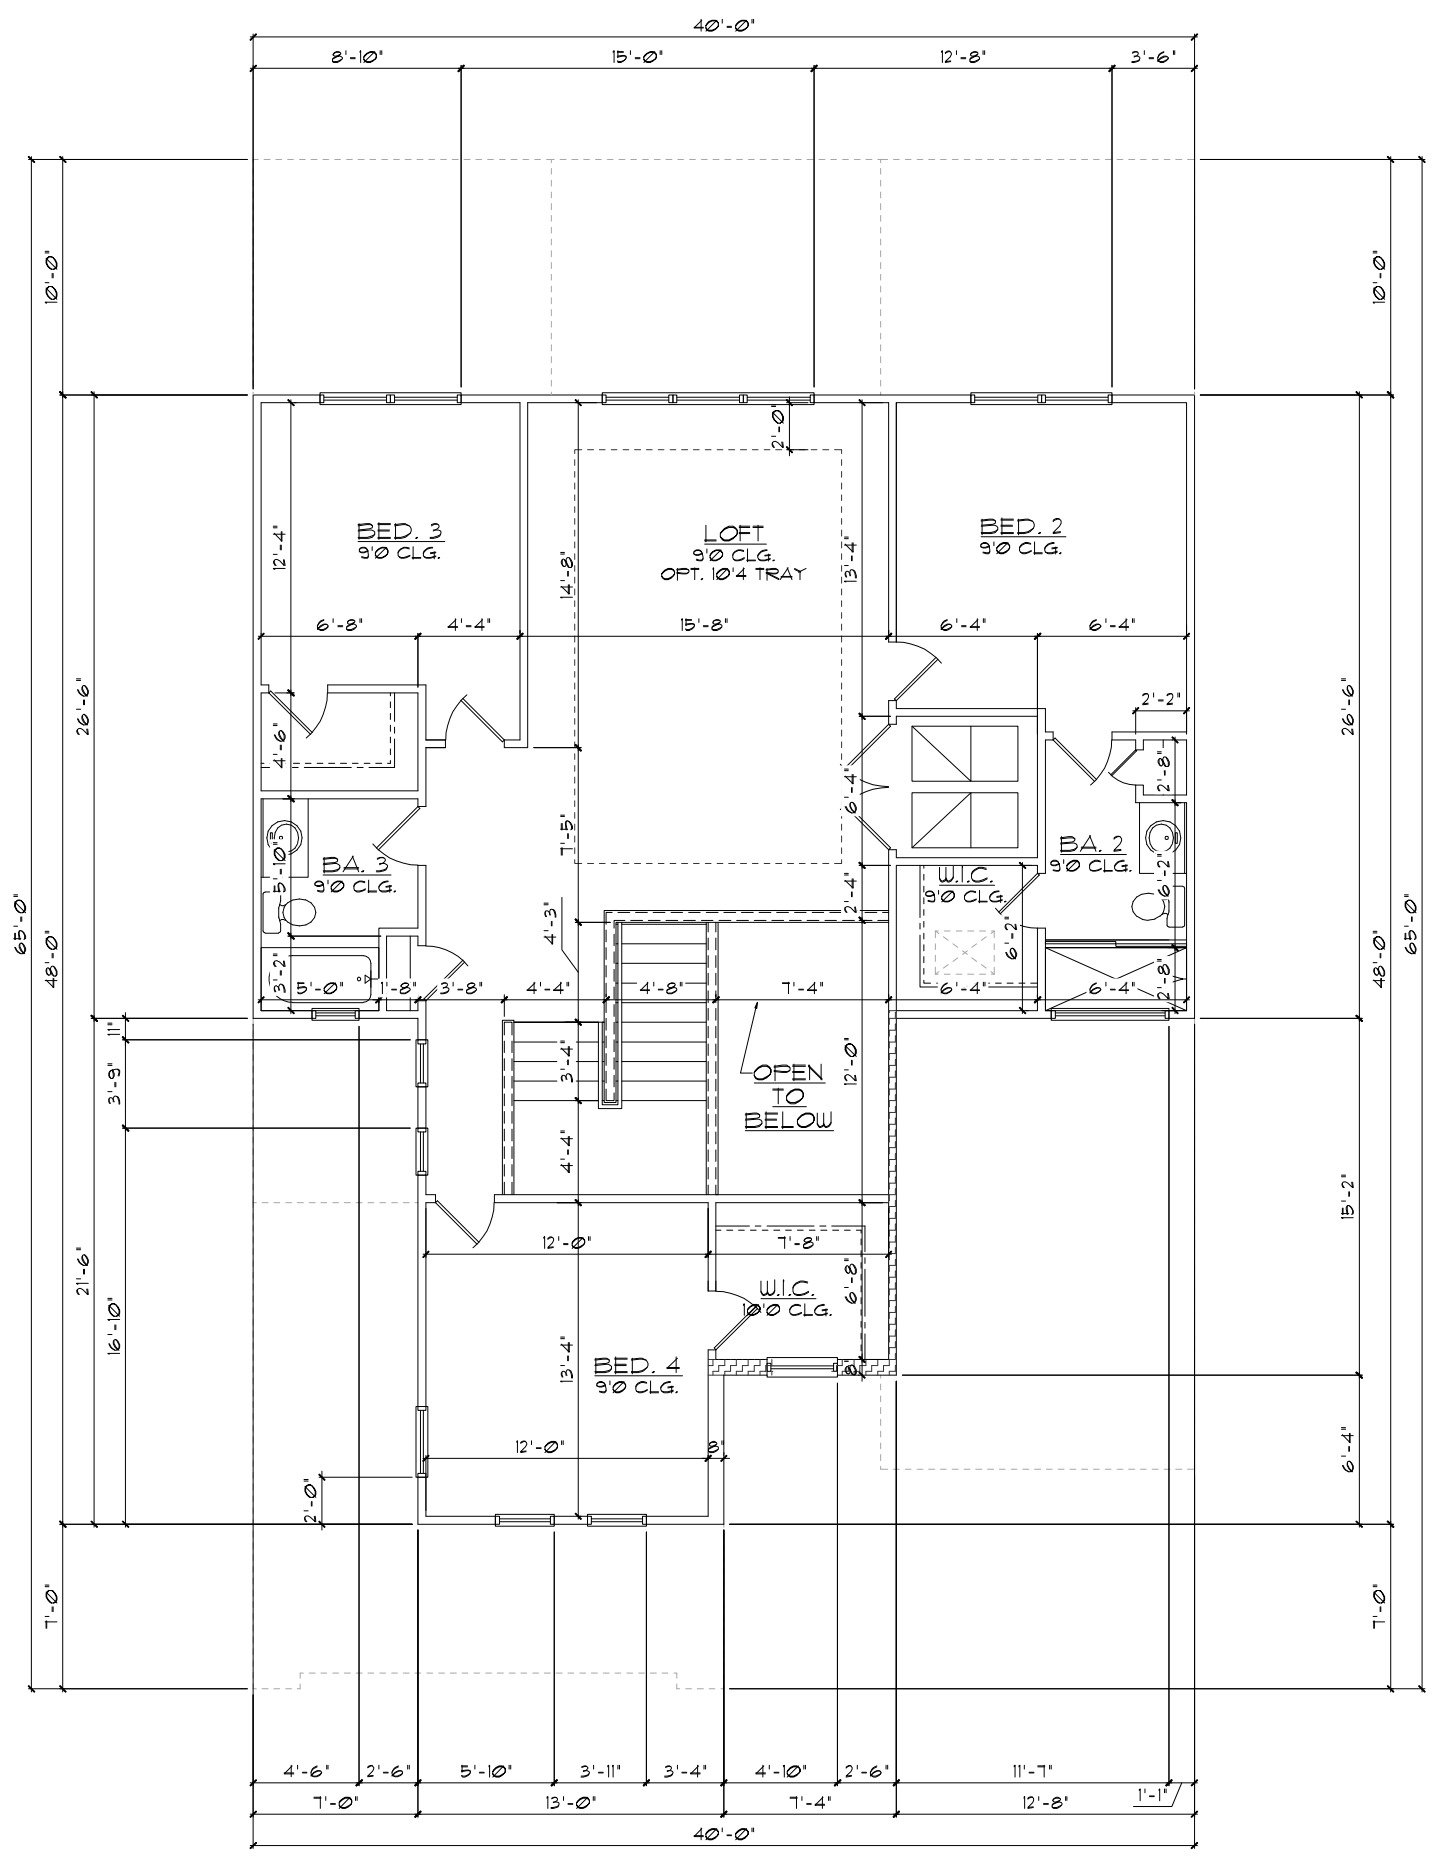 40'-0"
8'-10" 15'-0" 12'-8" 3'-6"
10'-0" 10'-0"
2'-0"
BED. 3
9'0 CLG.
LOFT
9'0 CLG.
OPT. 10'4 TRAY
BED. 2
9'0 CLG.
12'-4" 14'-8" 13'-4"
6'-8" 4'-4" 15'-8" 6'-4" 6'-4"
26'-6" 26'-6"
2'-2"
4'-6" 6'-4" 2'-8"
7'-5"
BA. 3
9'0 CLG.
5'-10"
BA. 2
9'0 CLG.
W.I.C.
9'0 CLG.
2'-4" 6'-2"
4'-3" 6'-2"
65'-0" 48'-0" 48'-0" 65'-0"
3'-2" 2'-8"
5'-0" 1'-8" 3'-8" 4'-4" 4'-8" 7'-4" 6'-4" 6'-4"
11"
3'-9" 3'-4" 12'-0"
OPEN
TO
BELOW
4'-4" 15'-2"
12'-0" 7'-8"
21'-6" 6'-8"
W.I.C.
10'0 CLG.
16'-10" 13'-4"
BED. 4
9'0 CLG.
8"
12'-0" 8"
6'-4"
2'-0"
7'-0" 7'-0"
4'-6" 2'-6" 5'-10" 3'-11" 3'-4" 4'-10" 2'-6" 11'-7"
1'-1"
7'-0" 13'-0" 7'-4" 12'-8"
40'-0"